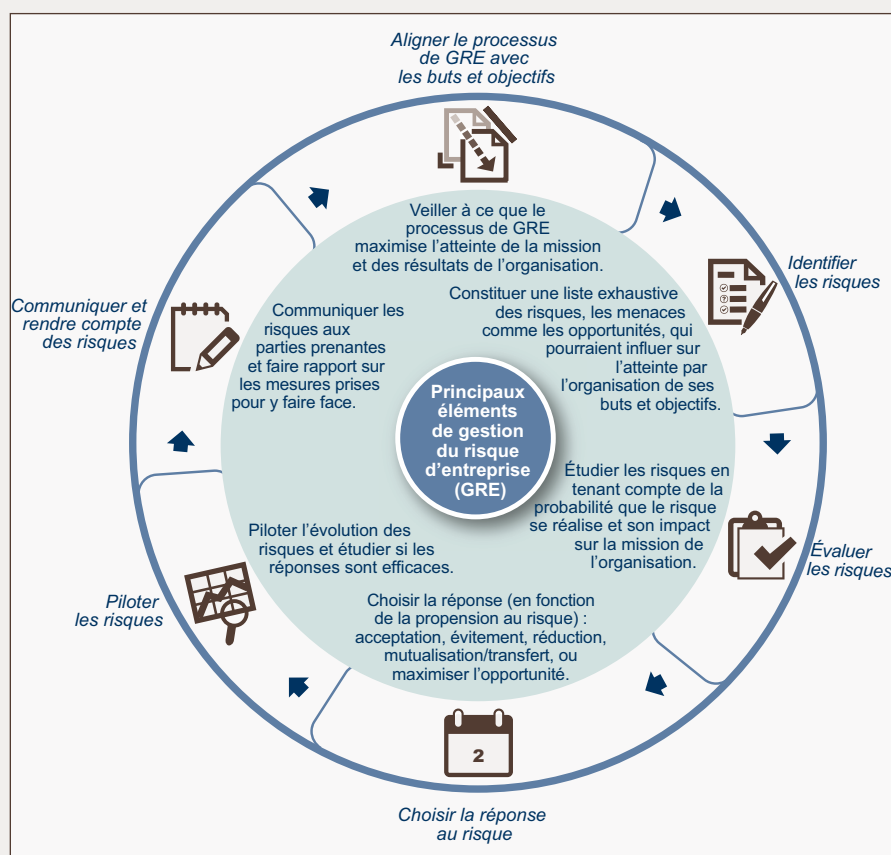 Aligner le processus
de GRE avec
les buts et objectifs
Veiller à ce que le
processus de GRE
maximise l’atteinte de la mission
et des résultats de l’organisation.
Identifier
les risques
Constituer une liste exhaustive
des risques, les menaces
comme les opportunités, qui
pourraient influer sur
l’atteinte par
l’organisation de ses
buts et objectifs.
Évaluer
les risques
Étudier les risques en
tenant compte de la
probabilité que le risque
se réalise et son impact
sur la mission de
l’organisation.
Choisir la réponse (en fonction
de la propension au risque) :
acceptation, évitement, réduction,
mutualisation/transfert, ou
maximiser l’opportunité.
2
Choisir la réponse
au risque
Piloter
les risques
Piloter l’évolution des
risques et étudier si les
réponses sont efficaces.
Communiquer et
rendre compte
des risques
Communiquer les
risques aux
parties prenantes
et faire rapport sur
les mesures prises
pour y faire face.
Principaux
éléments
de gestion
du risque
d’entreprise
(GRE)